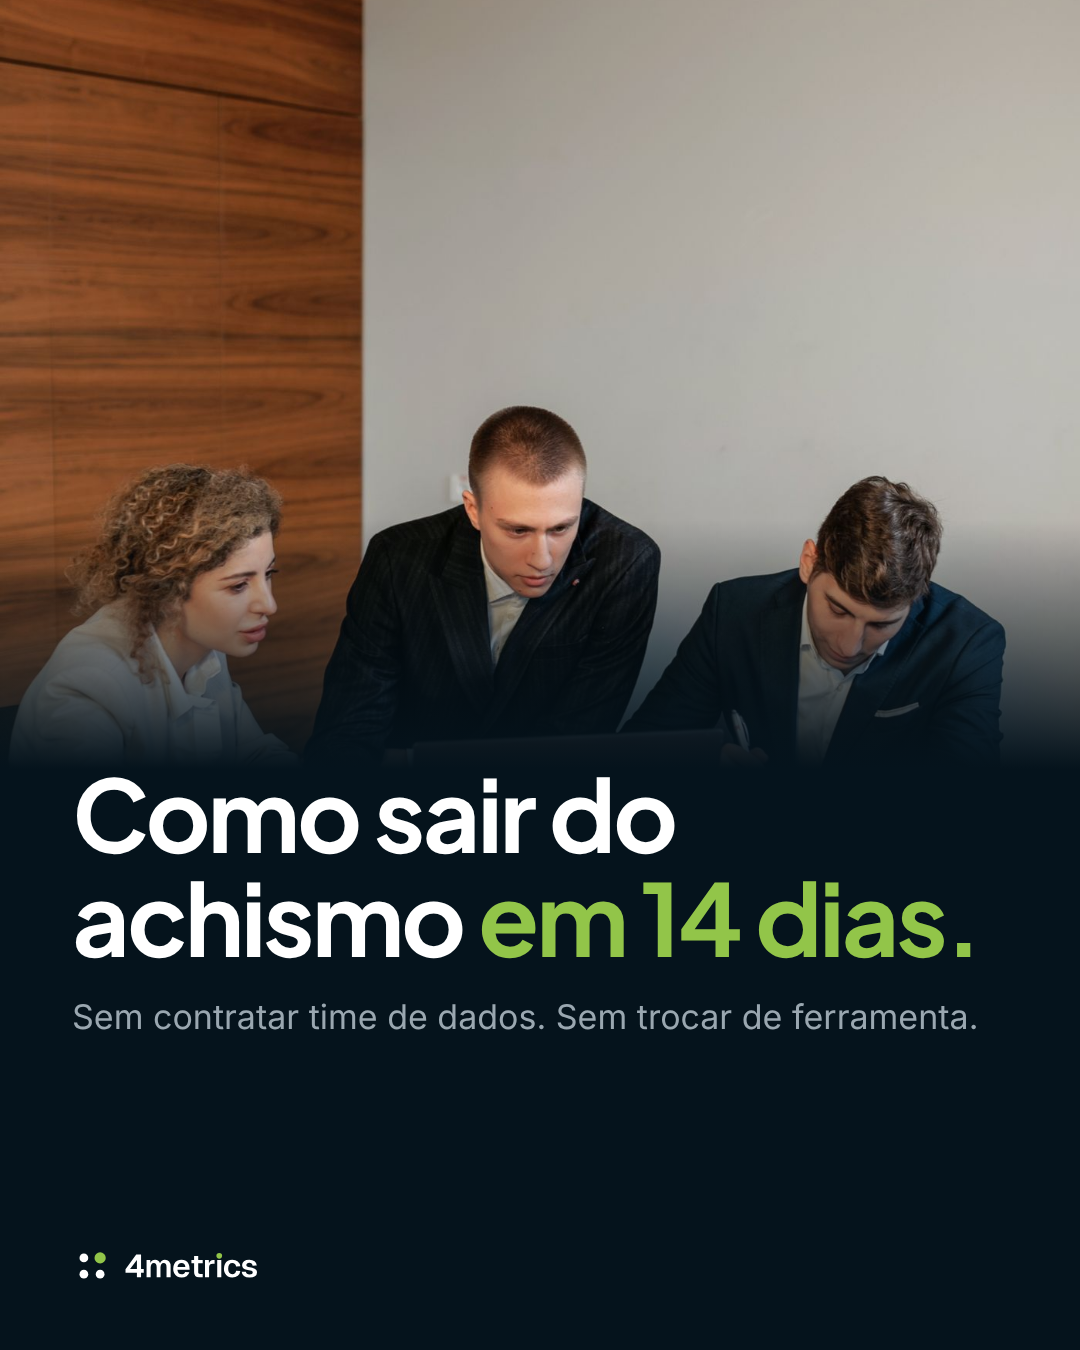 Como sair do
achismo em 14 dias.
Sem contratar time de dados. Sem trocar de ferramenta.
4metrics